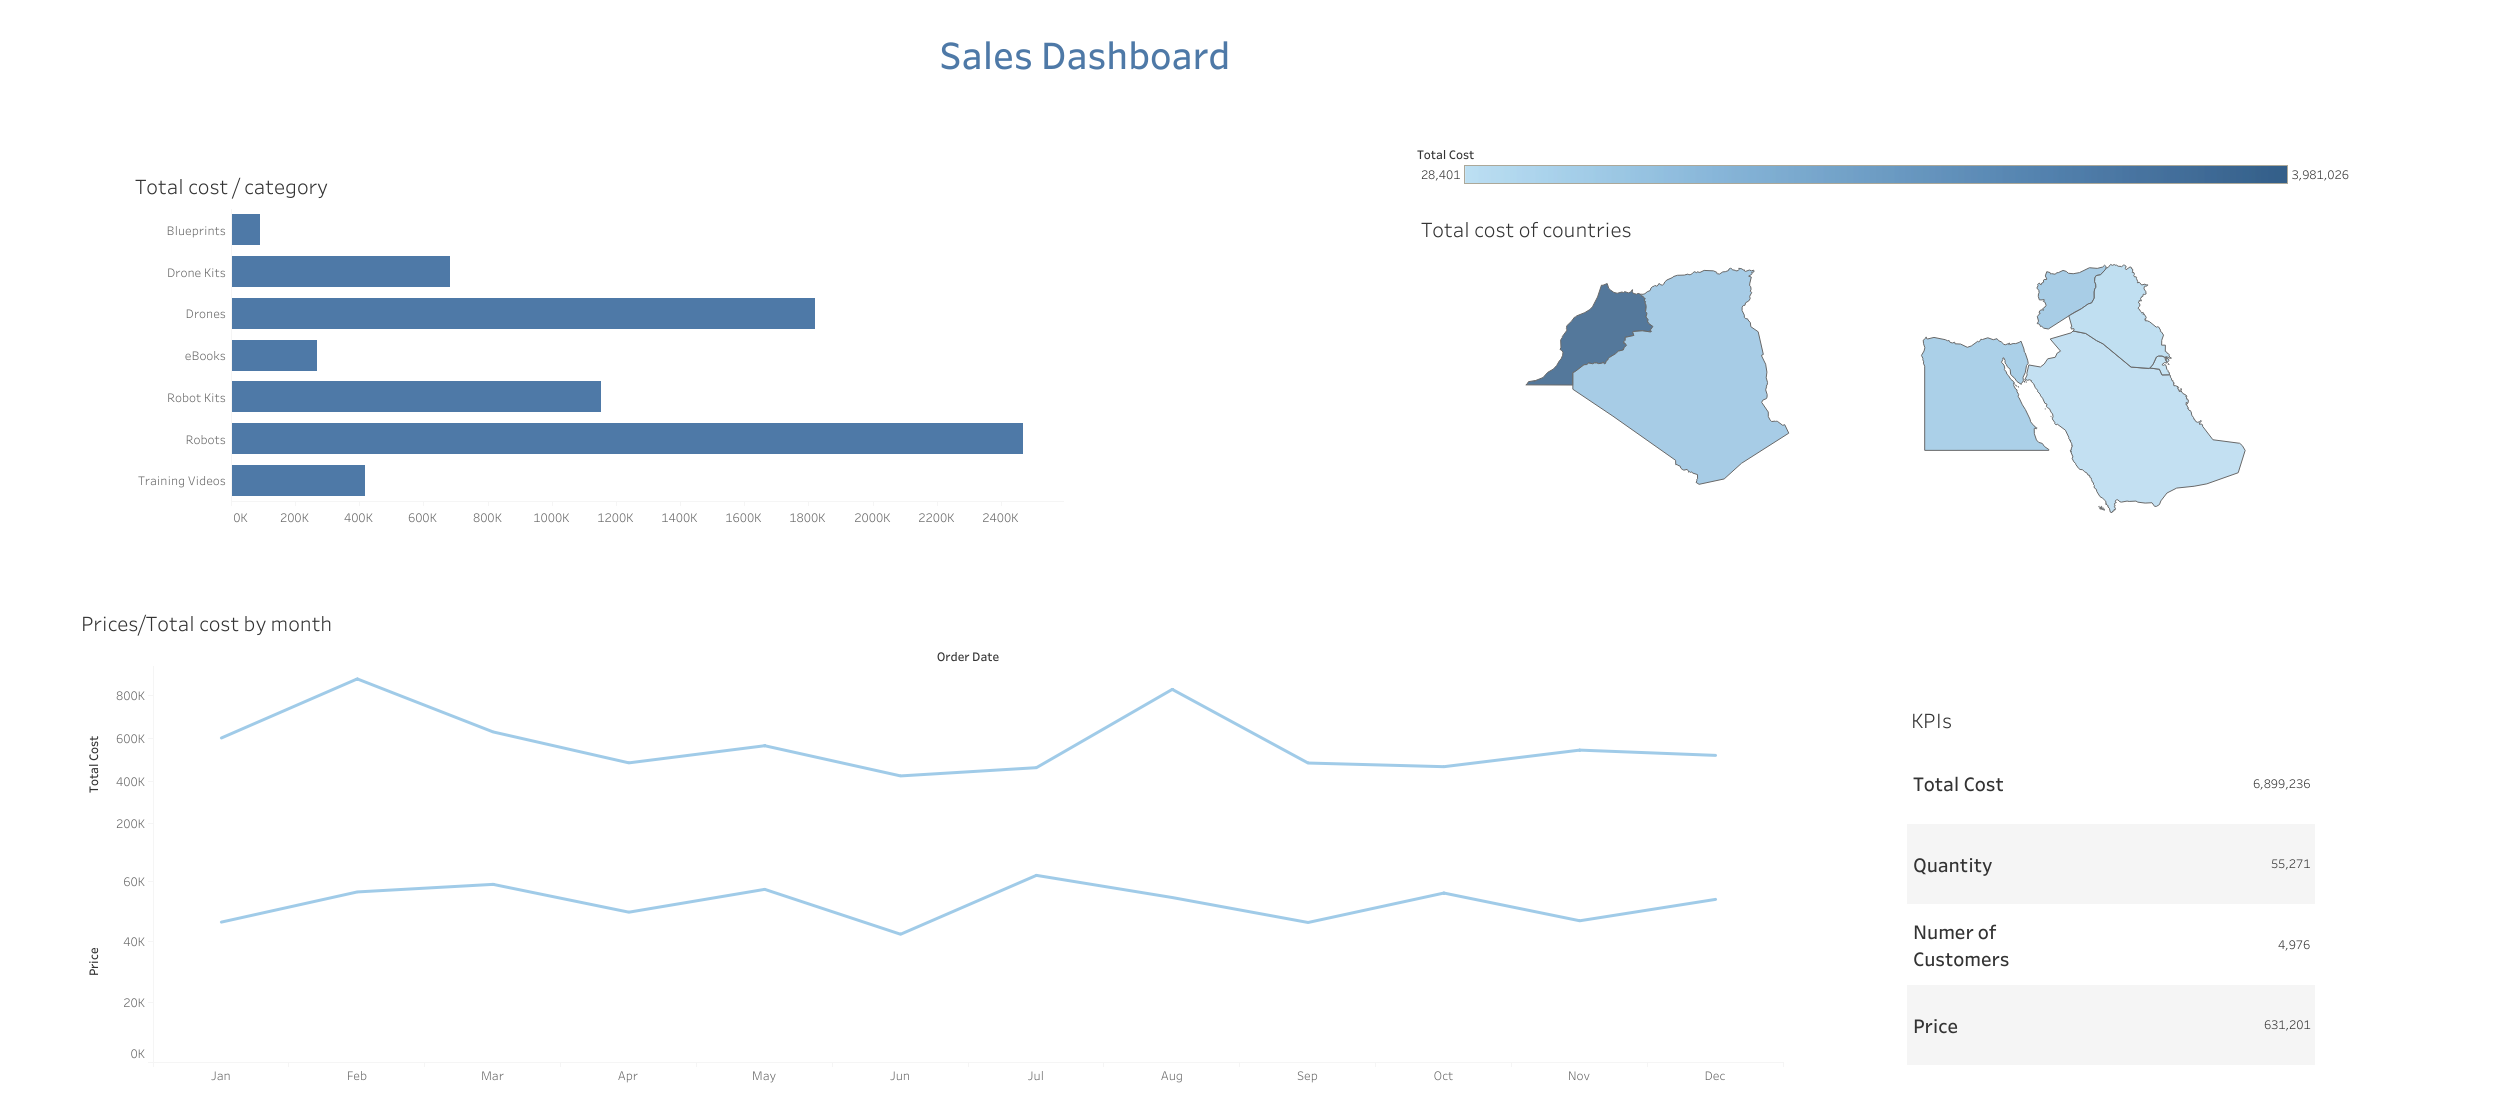 Sales Dashboard
Total cost / category
Blueprints
Drone Kits
Drones
eBooks
Robot Kits
Robots
Training Videos
0K 200K 400K 600K 800K 1000K 1200K 1400K 1600K 1800K 2000K 2200K 2400K
Total Cost
28,401 3,981,026
Total cost of countries
Prices/Total cost by month
Order Date
800K
600K
400K
200K
Total Cost
60K
40K
20K
0K
Price
Jan Feb Mar Apr May Jun Jul Aug Sep Oct Nov Dec
KPIs
Total Cost 6,899,236
Quantity 55,271
Numer of
Customers 4,976
Price 631,201